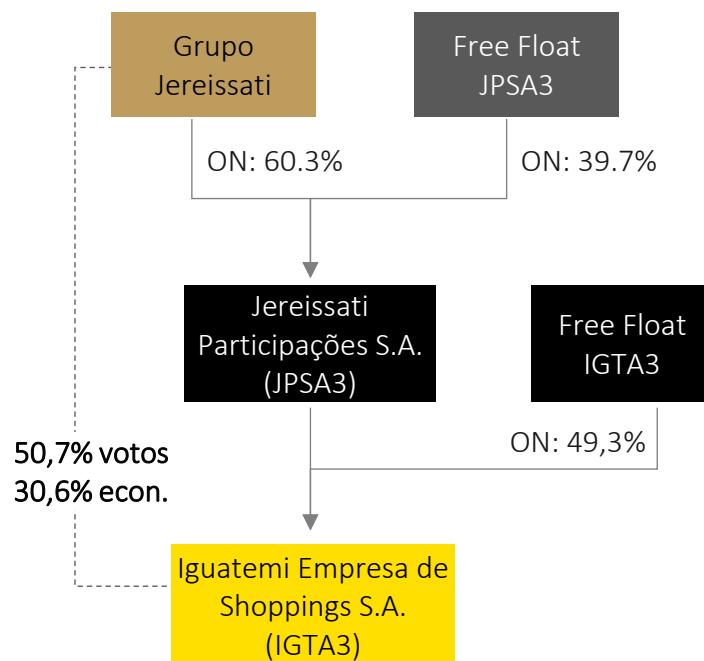 Grupo
Jereissati
Free Float
JPSA3
ON: 60.3%
ON: 39.7%
Jereissati
Participações S.A.
(JPSA3)
Free Float
IGTA3
ON: 49,3%
50,7% votos
30,6% econ.
Iguatemi Empresa de
Shoppings S.A.
(IGTA3)